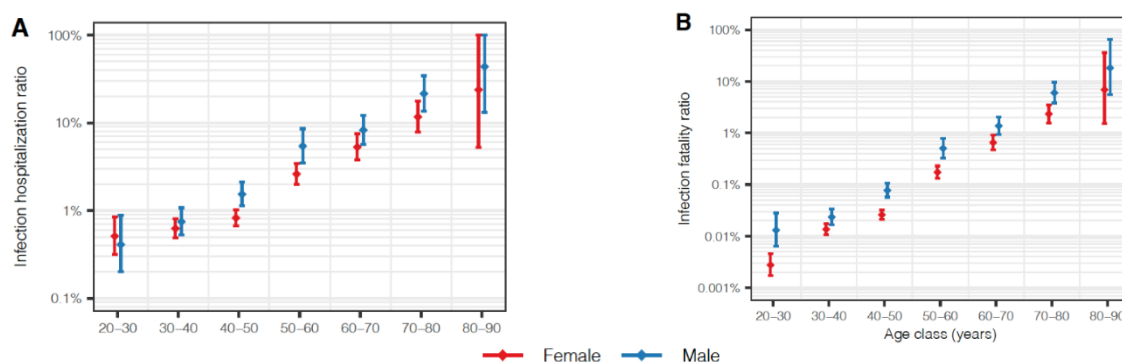 A
Infection hospitalization ratio
100%
10%
1%
0.1%
20–30 30–40 40–50 50–60 60–70 70–80 80–90
B
Infection fatality ratio
100%
10%
1%
0.1%
0.01%
0.001%
20–30 30–40 40–50 50–60 60–70 70–80 80–90
Age class (years)
Female Male